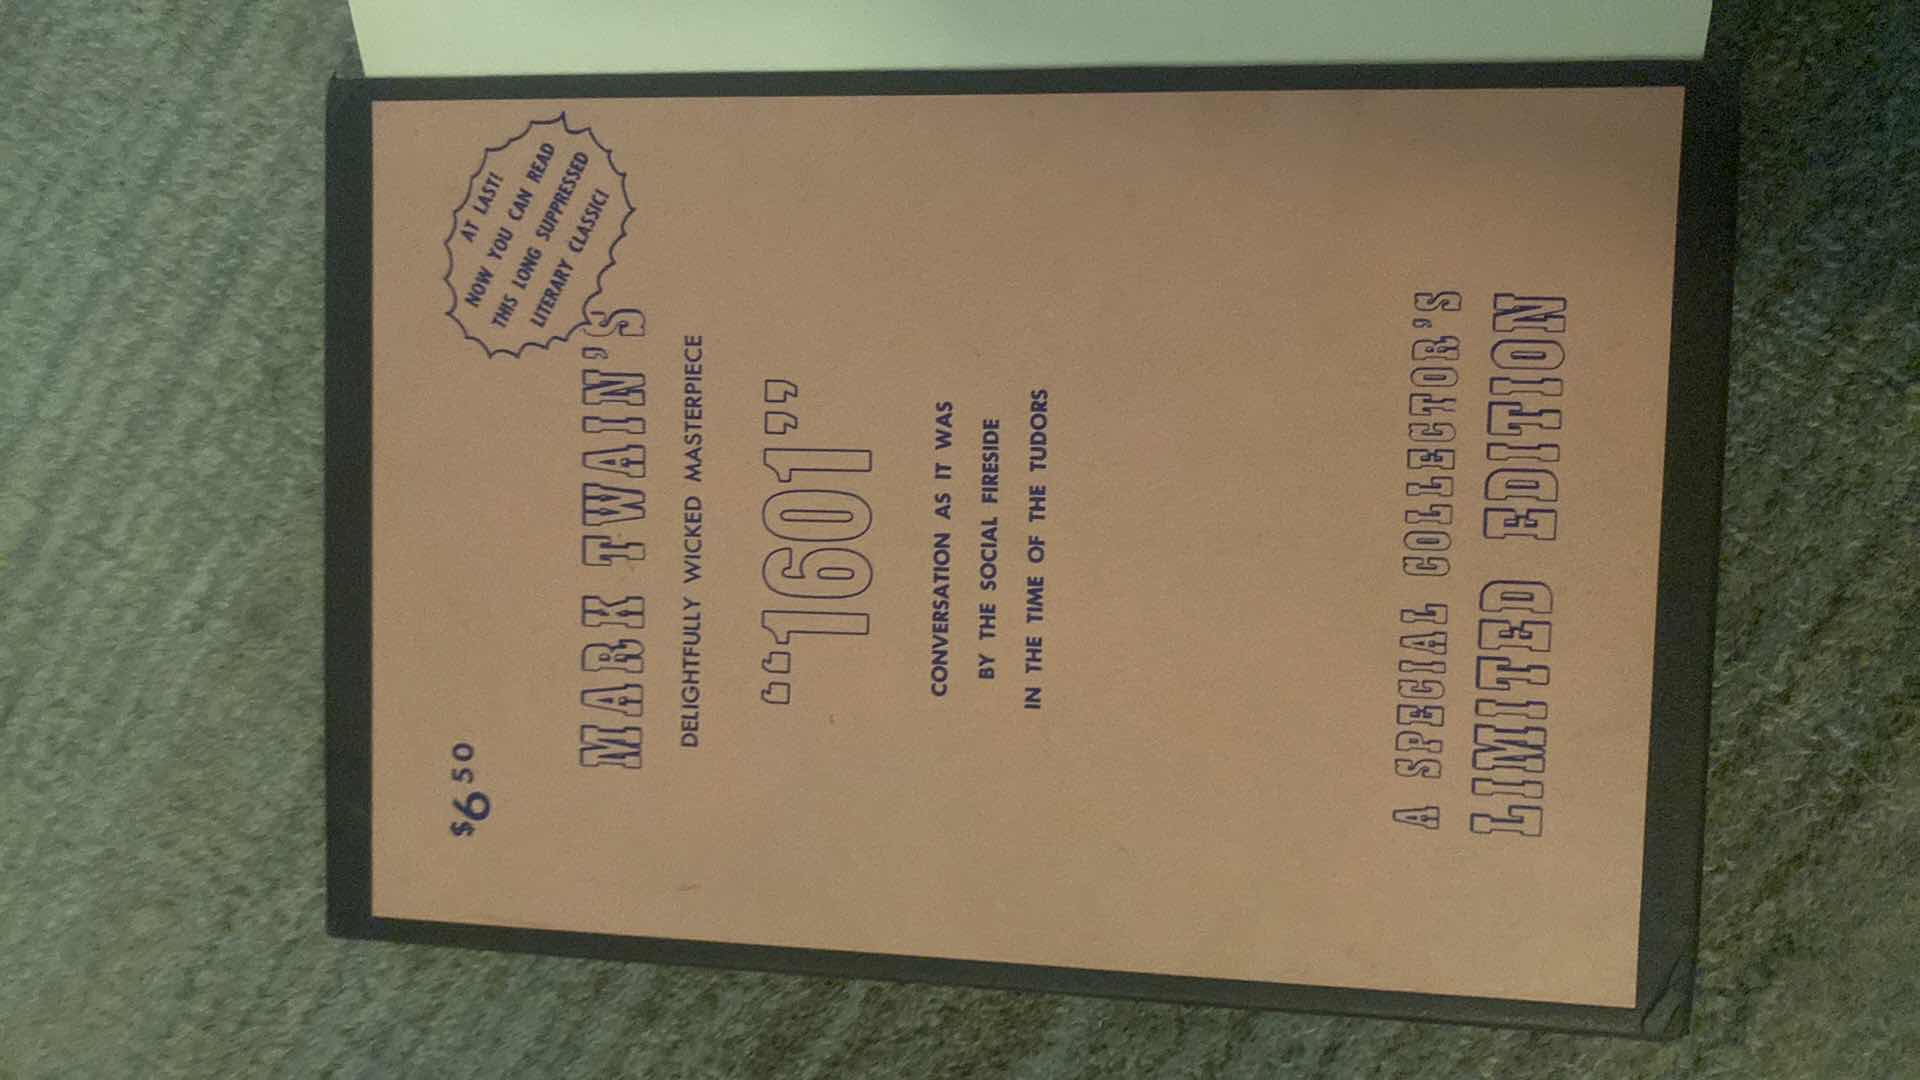 $6.50
AT LAST!
NOW YOU CAN READ
THIS LONG SUPPRESSED
LITERARY CLASSIC!
MARK TWAIN'S
DELIGHTFULLY WICKED MASTERPIECE
“1601”
CONVERSATION AS IT WAS
BY THE SOCIAL FIRESIDE
IN THE TIME OF THE TUDORS
A SPECIAL COLLECTOR'S
LIMITED EDITION